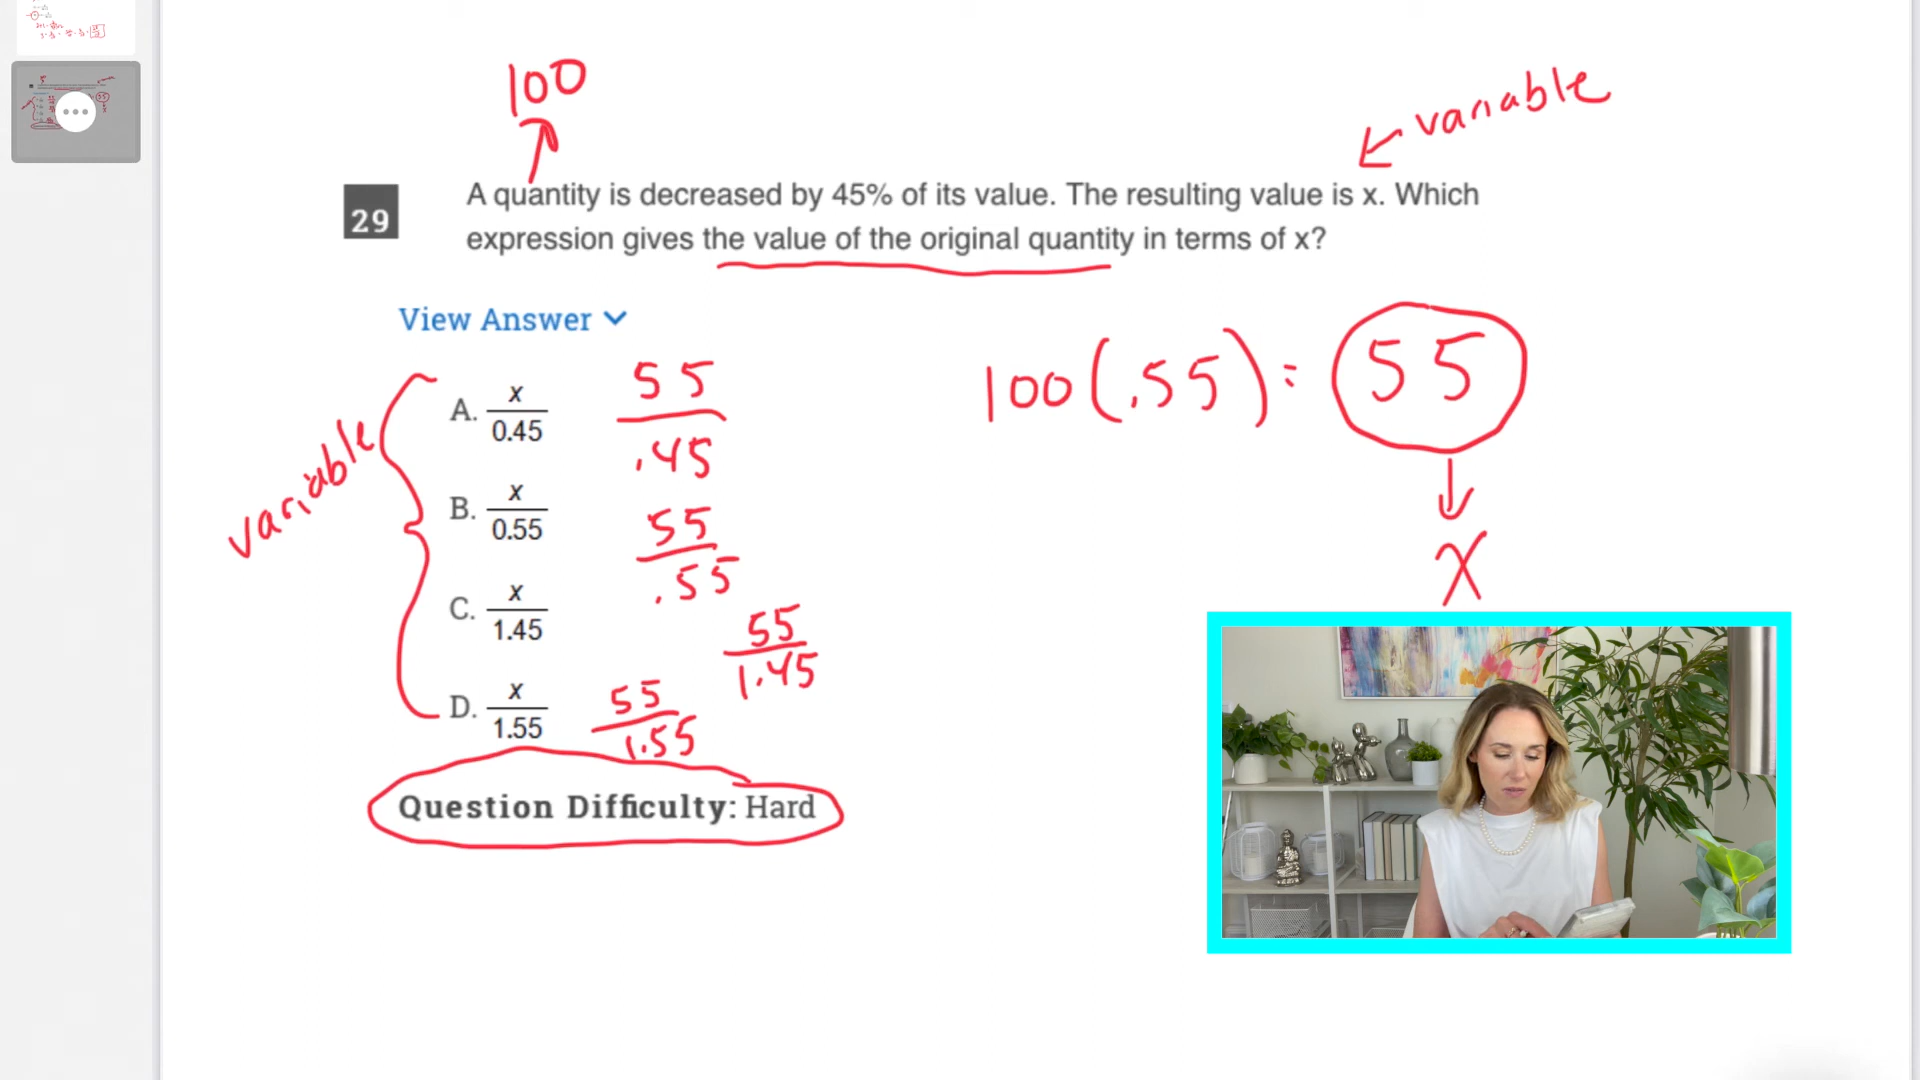 100
← variable
29
A quantity is decreased by 45% of its value. The resulting value is x. Which
expression gives the value of the original quantity in terms of x?
View Answer
100(.55) = 55
x
variable
A. x/0.45
55/.45
B. x/0.55
55/.55
C. x/1.45
55/1.45
D. x/1.55
55/1.55
Question Difficulty: Hard